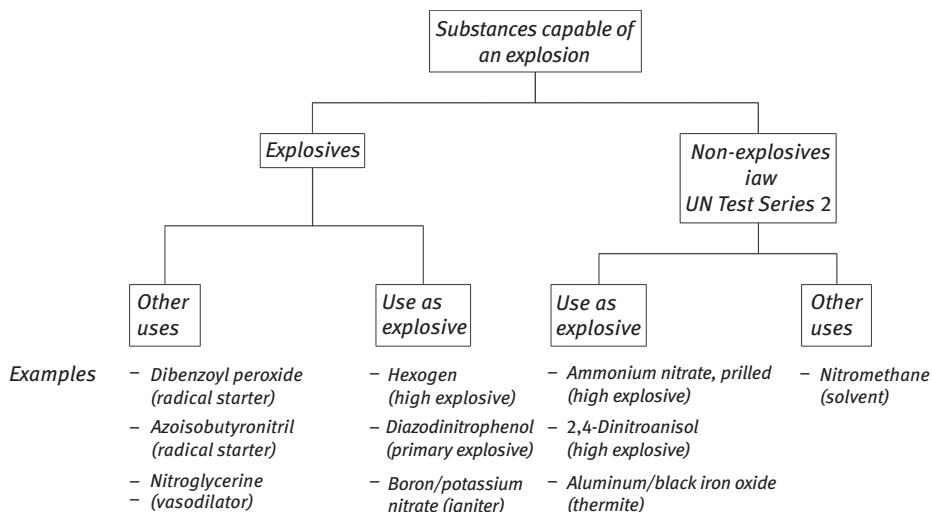 Substances capable of
an explosion
Explosives
Non-explosives
iaw
UN Test Series 2
Other
uses
Use as
explosive
Use as
explosive
Other
uses
Examples
– Dibenzoyl peroxide
(radical starter)
– Azoisobutyronitril
(radical starter)
– Nitroglycerine
– (vasodilator)
– Hexogen
(high explosive)
– Diazodinitrophenol
(primary explosive)
– Boron/potassium
nitrate (igniter)
– Ammonium nitrate, prilled
(high explosive)
– 2,4-Dinitroanisol
(high explosive)
– Aluminum/black iron oxide
(thermite)
– Nitromethane
(solvent)